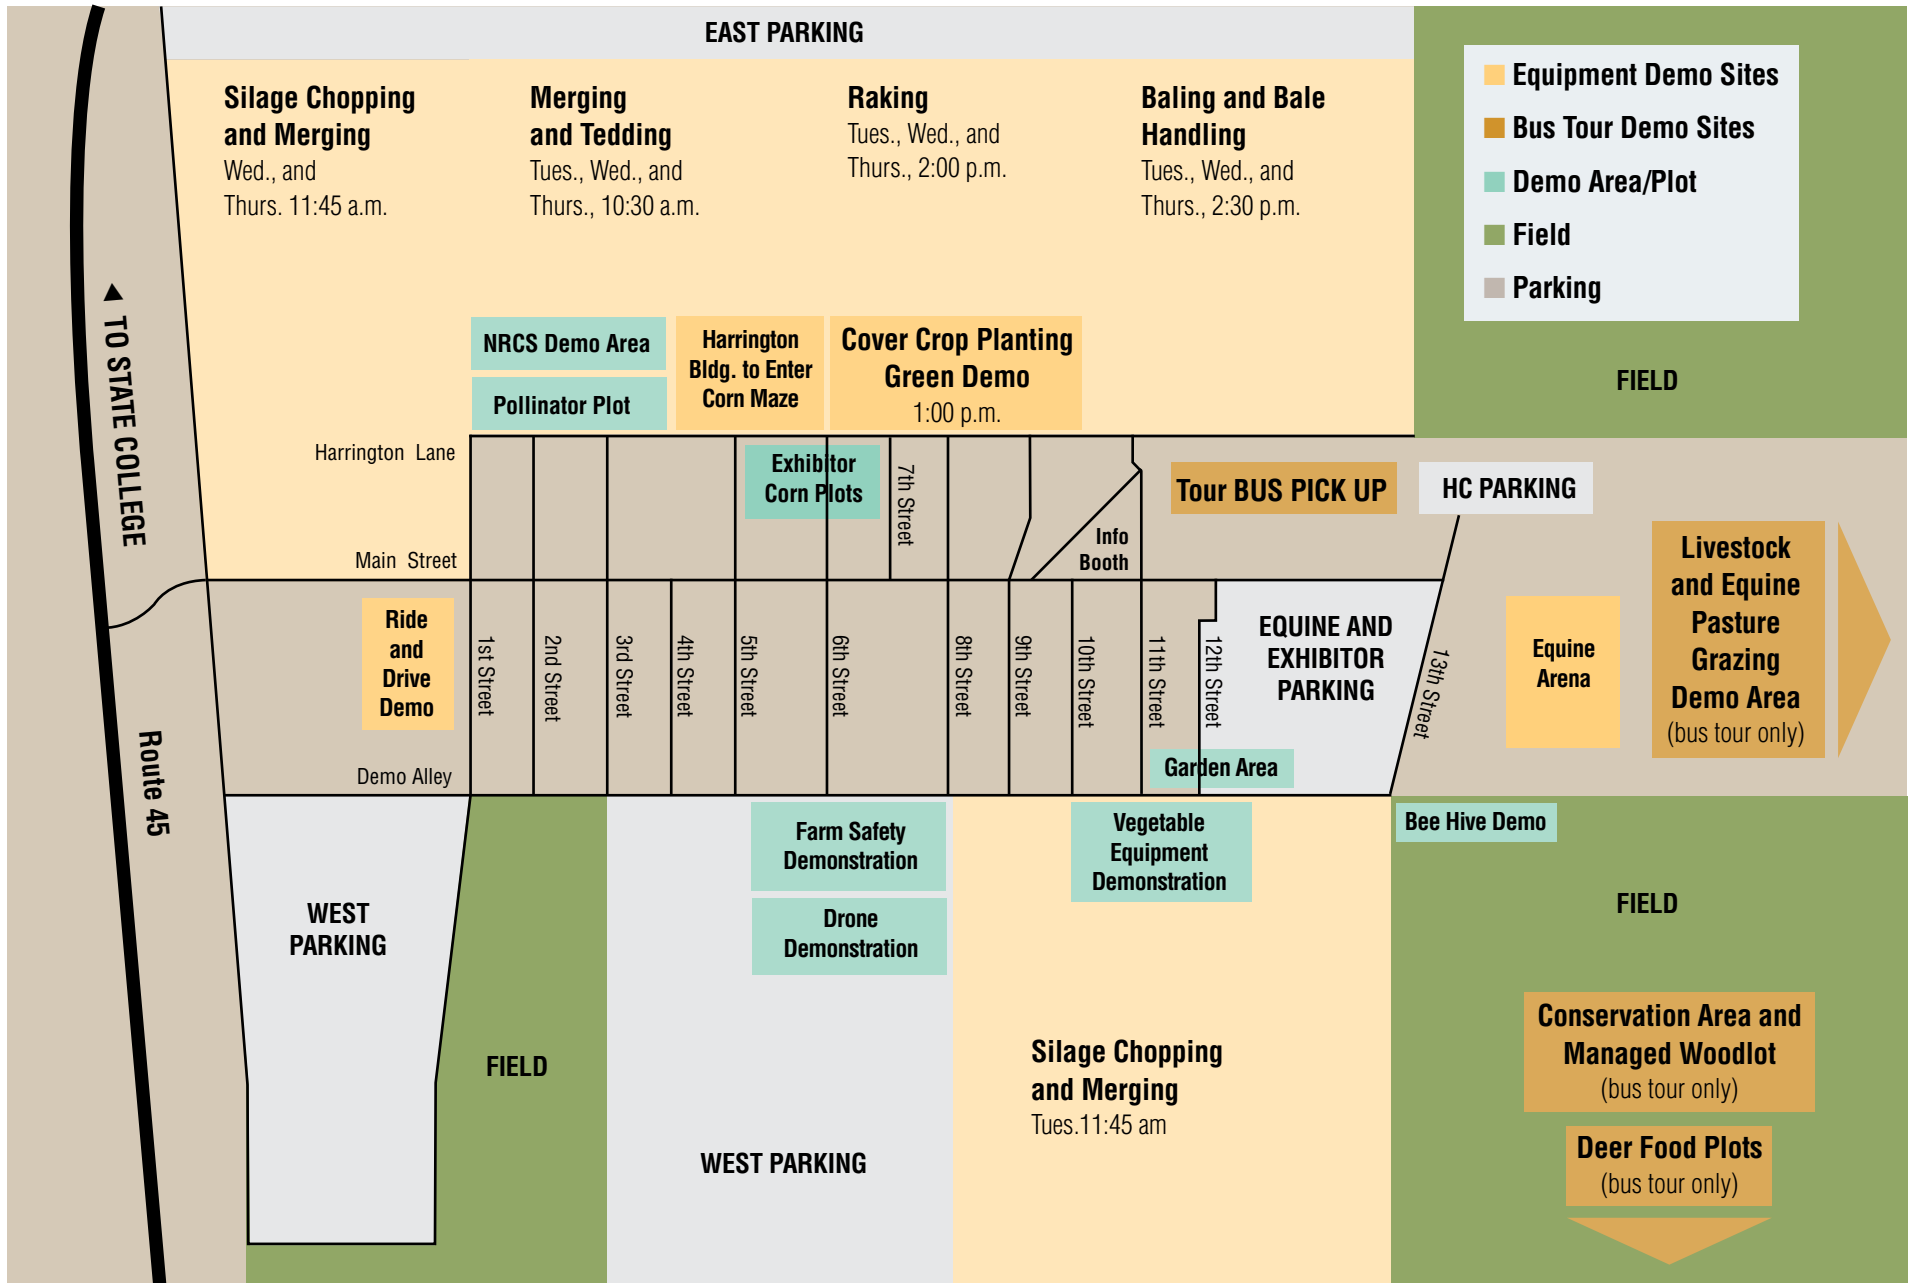 EAST PARKING
Silage Chopping
and Merging
Wed., and
Thurs. 11:45 a.m.
Merging
and Tedding
Tues., Wed., and
Thurs., 10:30 a.m.
Raking
Tues., Wed., and
Thurs., 2:00 p.m.
Baling and Bale
Handling
Tues., Wed., and
Thurs., 2:30 p.m.
Equipment Demo Sites
Bus Tour Demo Sites
Demo Area/Plot
Field
Parking
FIELD
TO STATE COLLEGE
Route 45
NRCS Demo Area
Pollinator Plot
Harrington
Bldg. to Enter
Corn Maze
Cover Crop Planting
Green Demo
1:00 p.m.
Harrington Lane
Exhibitor
Corn Plots
7th Street
Info
Booth
Tour BUS PICK UP
HC PARKING
Main Street
Ride
and
Drive
Demo
1st Street
2nd Street
3rd Street
4th Street
5th Street
6th Street
8th Street
9th Street
10th Street
11th Street
12th Street
EQUINE AND
EXHIBITOR
PARKING
13th Street
Equine
Arena
Livestock
and Equine
Pasture
Grazing
Demo Area
(bus tour only)
Demo Alley
Garden Area
WEST
PARKING
FIELD
Farm Safety
Demonstration
Drone
Demonstration
WEST PARKING
Vegetable
Equipment
Demonstration
Silage Chopping
and Merging
Tues.11:45 am
Bee Hive Demo
FIELD
Conservation Area and
Managed Woodlot
(bus tour only)
Deer Food Plots
(bus tour only)